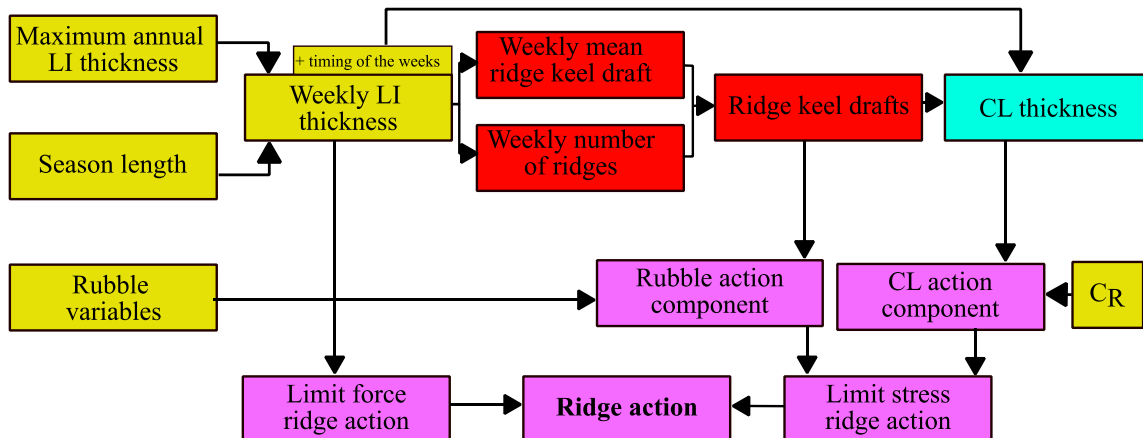 Maximum annual
LI thickness
+ timing of the weeks
Weekly LI
thickness
Season length
Weekly mean
ridge keel draft
Weekly number
of ridges
Ridge keel drafts
CL thickness
Rubble
variables
Rubble action
component
CL action
component
CR
Limit force
ridge action
Ridge action
Limit stress
ridge action